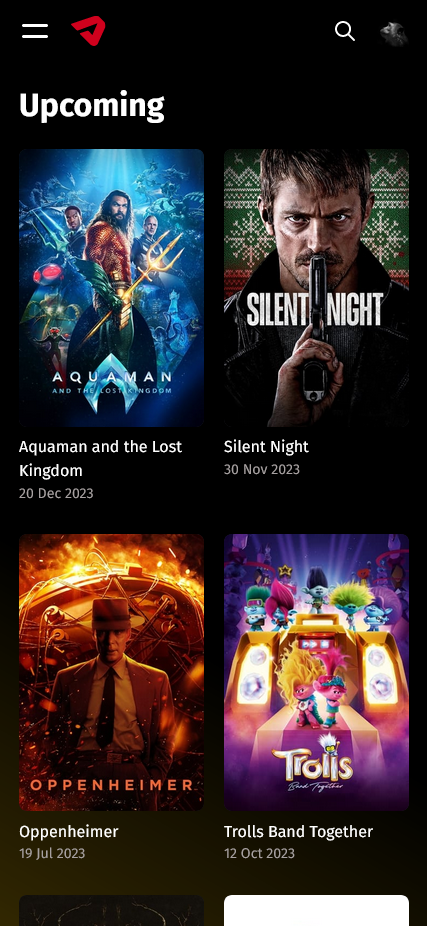 Upcoming
AQUAMAN
AND THE LOST KINGDOM
SILENT NIGHT
Aquaman and the Lost
Kingdom
20 Dec 2023
Silent Night
30 Nov 2023
OPPENHEIMER
Trolls
Band Together
Oppenheimer
19 Jul 2023
Trolls Band Together
12 Oct 2023